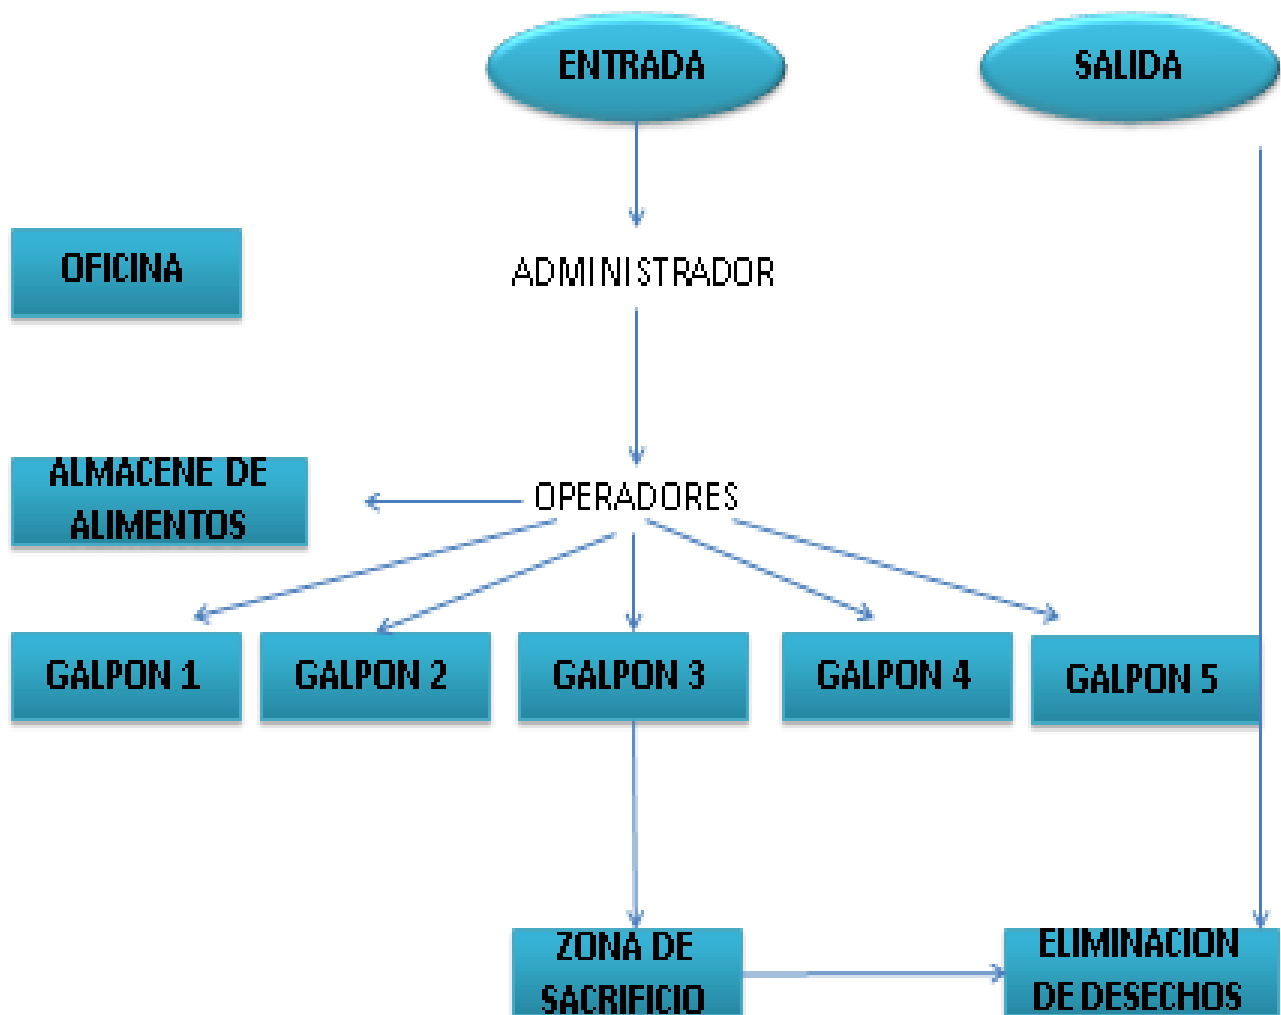 ENTRADA
SALIDA
OFICINA
ADMINISTRADOR
ALMACENE DE
ALIMENTOS
OPERADORES
GALPON 1
GALPON 2
GALPON 3
GALPON 4
GALPON 5
ZONA DE
SACRIFICIO
ELIMINACION
DE DESECHOS